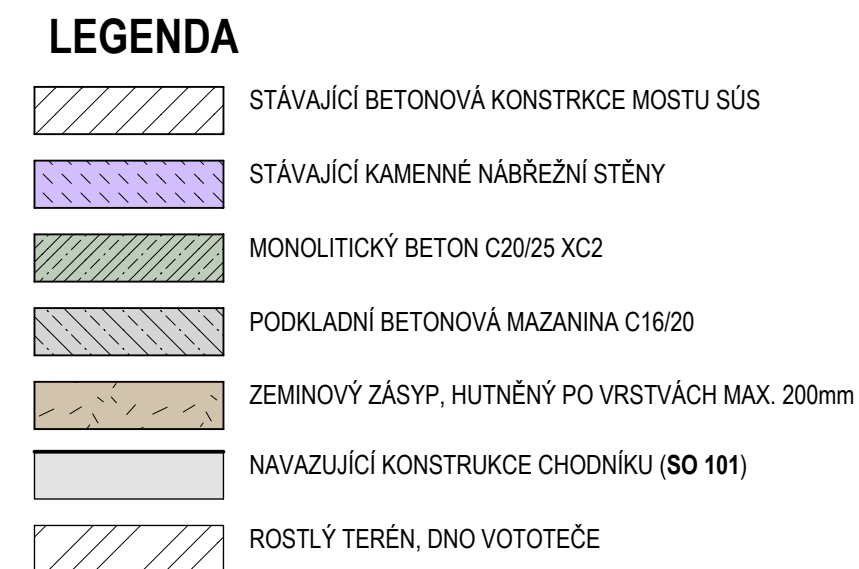 LEGENDA
STÁVAJÍCÍ BETONOVÁ KONSTRKCE MOSTU SÚS
STÁVAJÍCÍ KAMENNÉ NÁBŘEŽNÍ STĚNY
MONOLITICKÝ BETON C20/25 XC2
PODKLADNÍ BETONOVÁ MAZANINA C16/20
ZEMINOVÝ ZÁSYP, HUTNĚNÝ PO VRSTVÁCH MAX. 200mm
NAVAZUJÍCÍ KONSTRUKCE CHODNÍKU (SO 101)
ROSTLÝ TERÉN, DNO VOTOTEČE